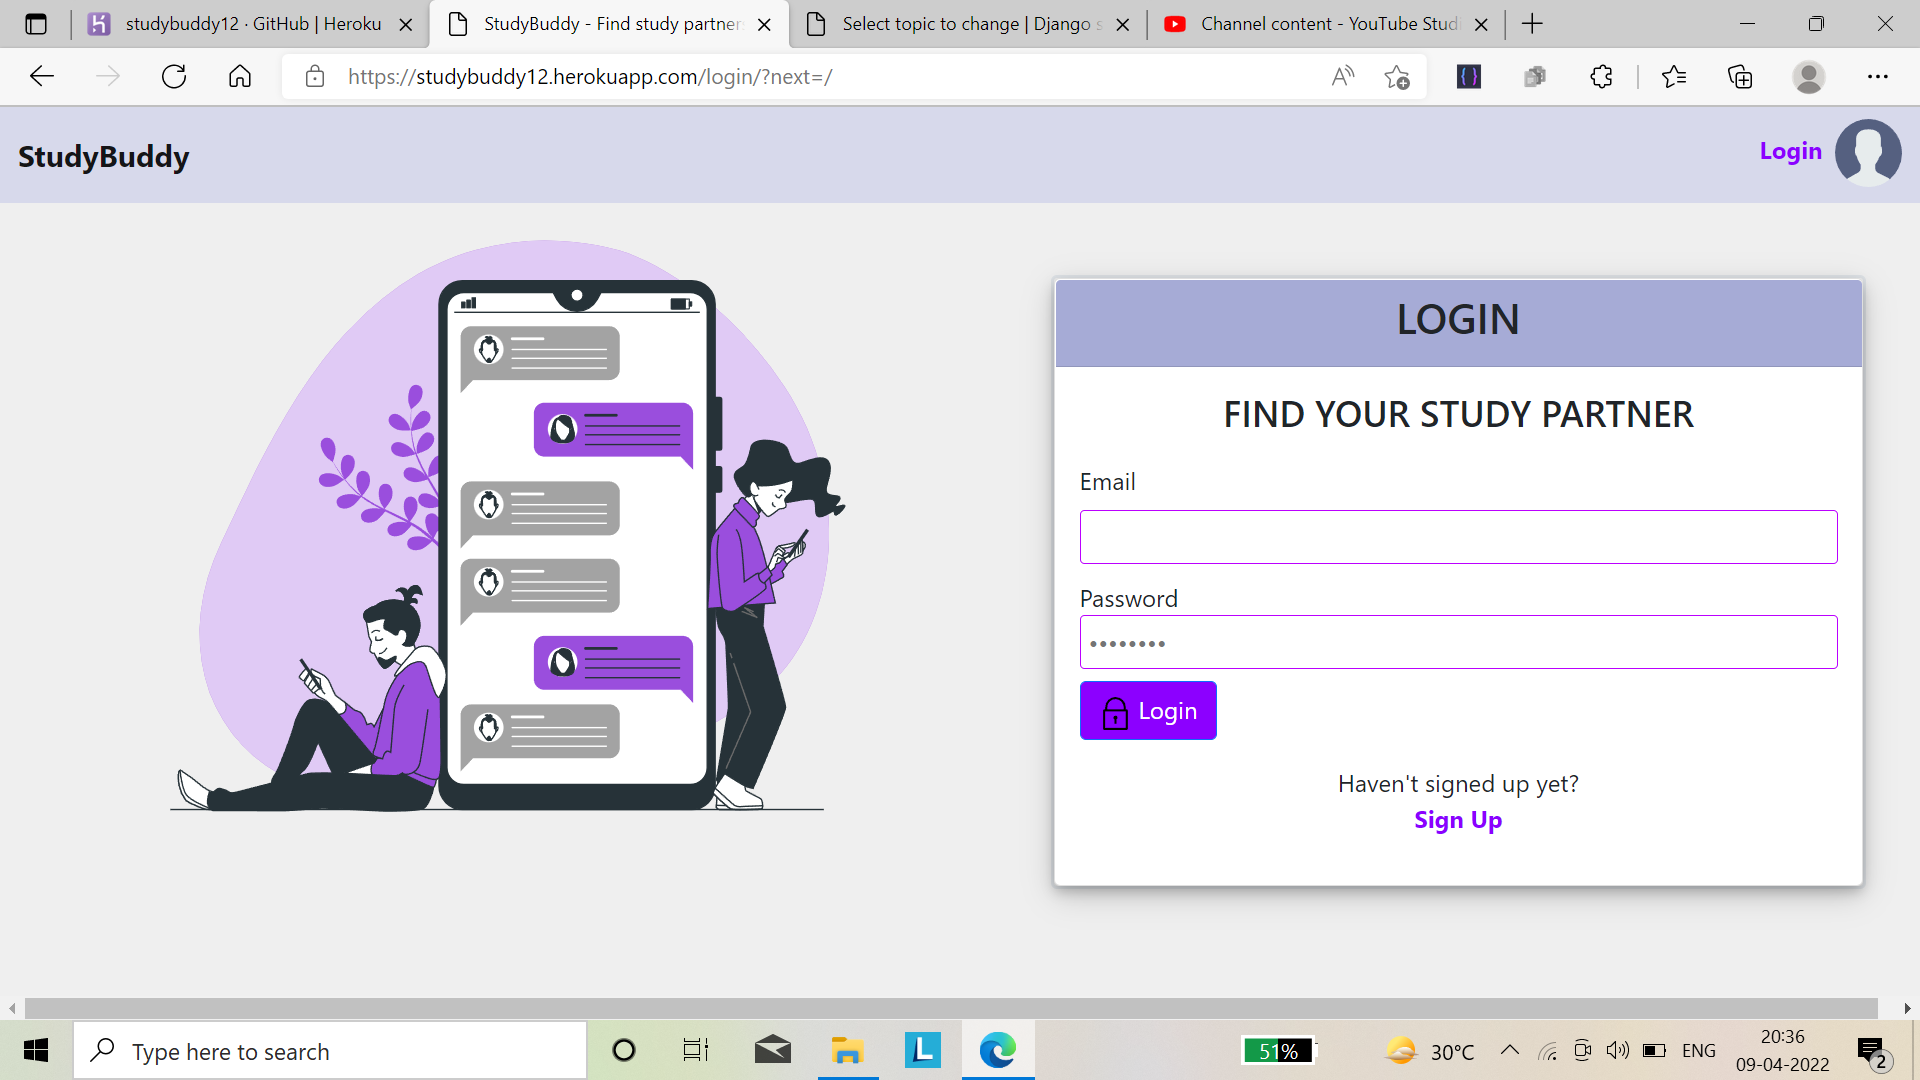 studybuddy12 · GitHub | Heroku
StudyBuddy - Find study partner
Select topic to change | Django s
Channel content - YouTube Studi
https://studybuddy12.herokuapp.com/login/?next=/
StudyBuddy
Login
LOGIN
FIND YOUR STUDY PARTNER
Email
Password
••••••••
Login
Haven't signed up yet?
Sign Up
Type here to search
L
51%
30°C
ENG
20:36
09-04-2022
2